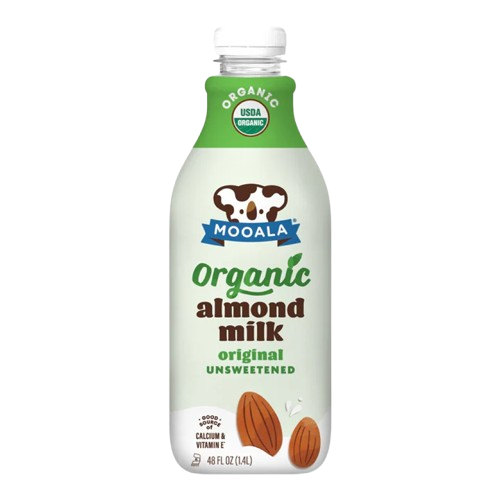 ORGANIC
USDA
ORGANIC
MOOALA®
Organic
almond
milk
original
UNSWEETENED
GOOD
SOURCE
of
CALCIUM &
VITAMIN E*
48 FL OZ (1.4L)